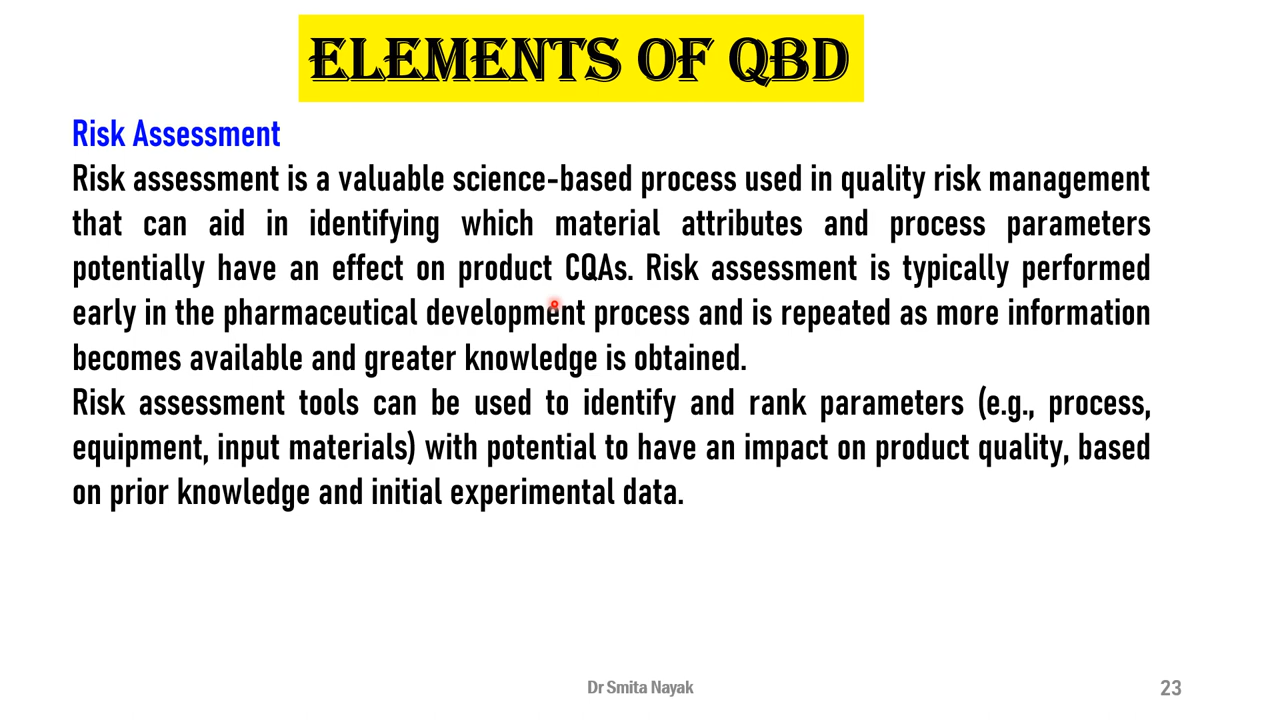 ELEMENTS OF QBD
Risk Assessment
Risk assessment is a valuable science-based process used in quality risk management
that can aid in identifying which material attributes and process parameters
potentially have an effect on product CQAs. Risk assessment is typically performed
early in the pharmaceutical development process and is repeated as more information
becomes available and greater knowledge is obtained.
Risk assessment tools can be used to identify and rank parameters (e.g., process,
equipment, input materials) with potential to have an impact on product quality, based
on prior knowledge and initial experimental data.
Dr Smita Nayak
23